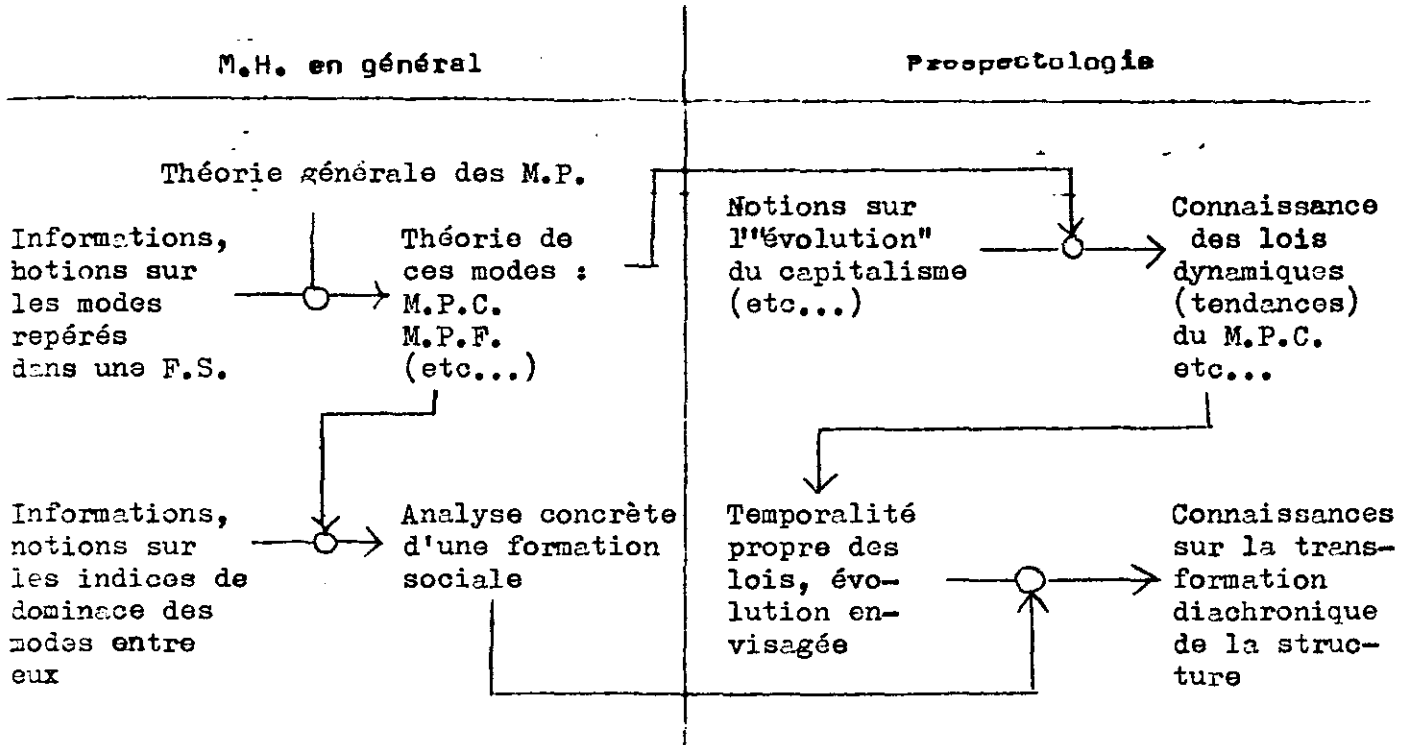 M.H. en général
Prospectologie
Théorie générale des M.P.
Informations,
hotions sur
les modes
repérés
dans une F.S.
Théorie de
ces modes :
M.P.C.
M.P.F.
(etc...)
Notions sur
l'"évolution"
du capitalisme
(etc...)
Connaissance
des lois
dynamiques
(tendances)
du M.P.C.
etc...
Informations,
notions sur
les indices de
dominace des
modes entre
eux
Analyse concrète
d'une formation
sociale
Temporalité
propre des
lois, évo-
lution en-
visagée
Connaissances
sur la trans-
formation
diachronique
de la struc-
ture